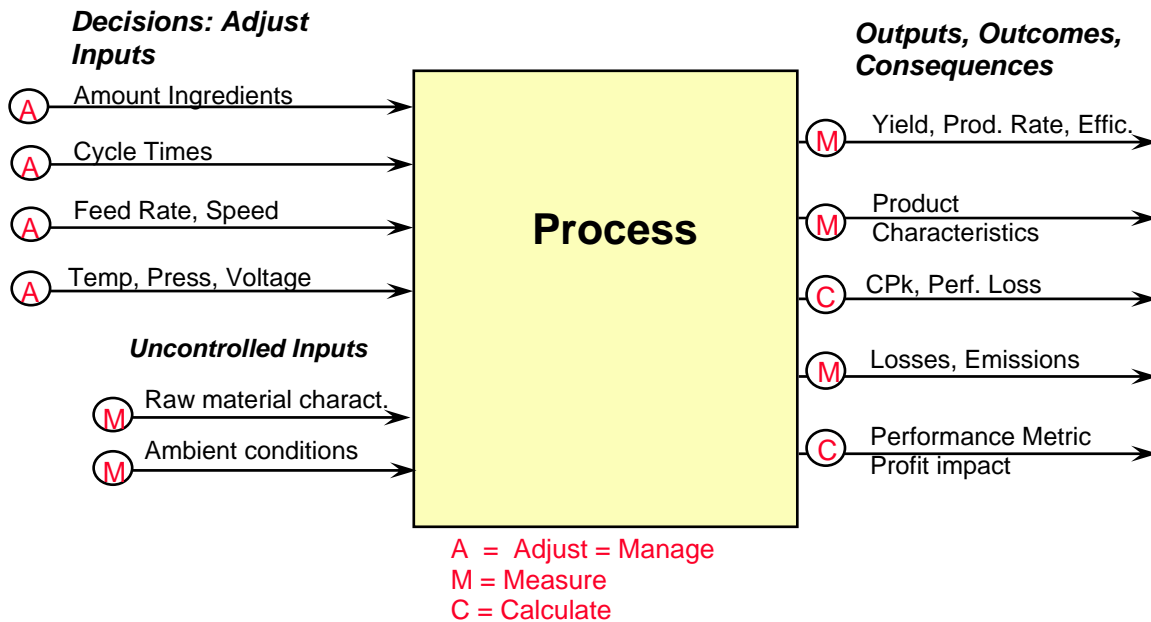 Decisions: Adjust
Inputs
A Amount Ingredients
A Cycle Times
A Feed Rate, Speed
A Temp, Press, Voltage
Uncontrolled Inputs
M Raw material charact.
M Ambient conditions
Process
Outputs, Outcomes,
Consequences
M Yield, Prod. Rate, Effic.
M Product
Characteristics
C CPk, Perf. Loss
M Losses, Emissions
C Performance Metric
Profit impact
A = Adjust = Manage
M = Measure
C = Calculate